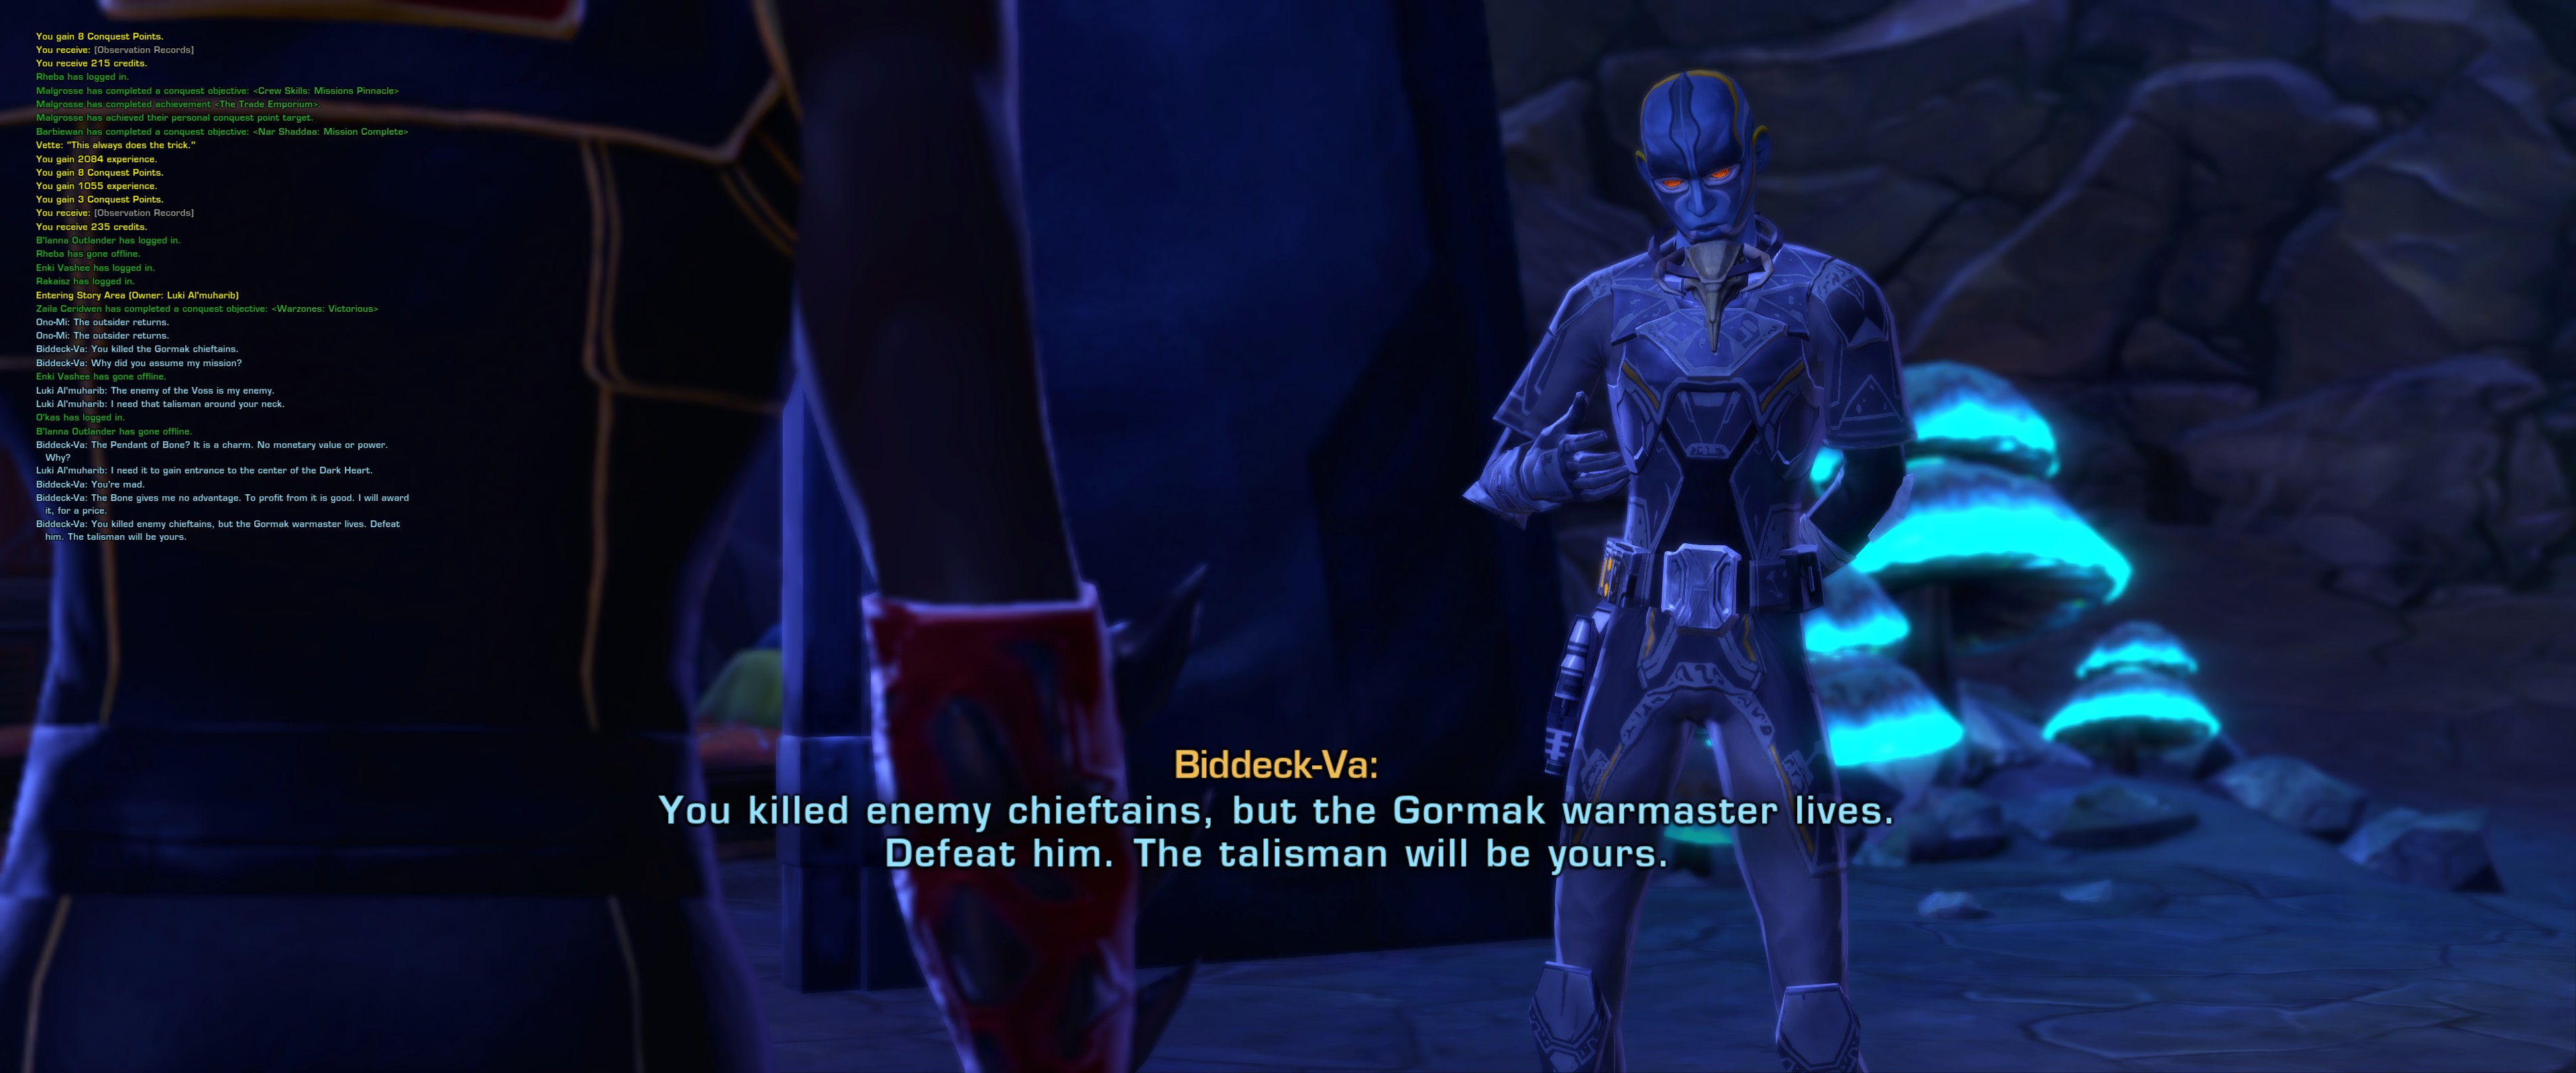 You gain 8 Conquest Points.
You receive: [Observation Records]
You receive 215 credits.
Rheba has logged in.
Malgrosse has completed a conquest objective: <Crew Skills: Missions Pinnacle>
Malgrosse has completed achievement <The Trade Emporium>.
Malgrosse has achieved their personal conquest point target.
Barbiewan has completed a conquest objective: <Nar Shaddaa: Mission Complete>
Vette: "This always does the trick."
You gain 2084 experience.
You gain 8 Conquest Points.
You gain 1055 experience.
You gain 3 Conquest Points.
You receive: [Observation Records]
You receive 235 credits.
B'lanna Outlander has logged in.
Rheba has gone offline.
Enki Vashee has logged in.
Rakaisz has logged in.
Entering Story Area (Owner: Luki Al'muharib)
Zaila Ceridwen has completed a conquest objective: <Warzones: Victorious>
Ono-Mi: The outsider returns.
Ono-Mi: The outsider returns.
Biddeck-Va: You killed the Gormak chieftains.
Biddeck-Va: Why did you assume my mission?
Enki Vashee has gone offline.
Luki Al'muharib: The enemy of the Voss is my enemy.
Luki Al'muharib: I need that talisman around your neck.
O'kas has logged in.
B'lanna Outlander has gone offline.
Biddeck-Va: The Pendant of Bone? It is a charm. No monetary value or power.
Why?
Luki Al'muharib: I need it to gain entrance to the center of the Dark Heart.
Biddeck-Va: You're mad.
Biddeck-Va: The Bone gives me no advantage. To profit from it is good. I will award
it, for a price.
Biddeck-Va: You killed enemy chieftains, but the Gormak warmaster lives. Defeat
him. The talisman will be yours.
Biddeck-Va:
You killed enemy chieftains, but the Gormak warmaster lives.
Defeat him. The talisman will be yours.